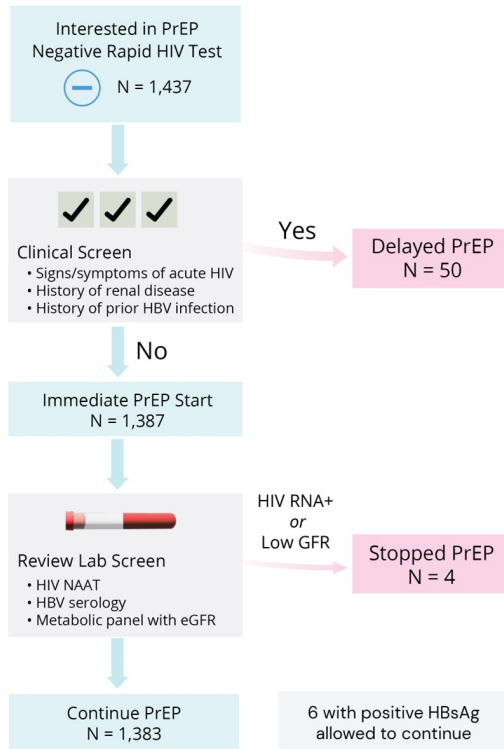 Interested in PrEP
Negative Rapid HIV Test
N = 1,437
Clinical Screen
• Signs/symptoms of acute HIV
• History of renal disease
• History of prior HBV infection
Yes
Delayed PrEP
N = 50
No
Immediate PrEP Start
N = 1,387
Review Lab Screen
• HIV NAAT
• HBV serology
• Metabolic panel with eGFR
HIV RNA+
or
Low GFR
Stopped PrEP
N = 4
Continue PrEP
N = 1,383
6 with positive HBsAg
allowed to continue